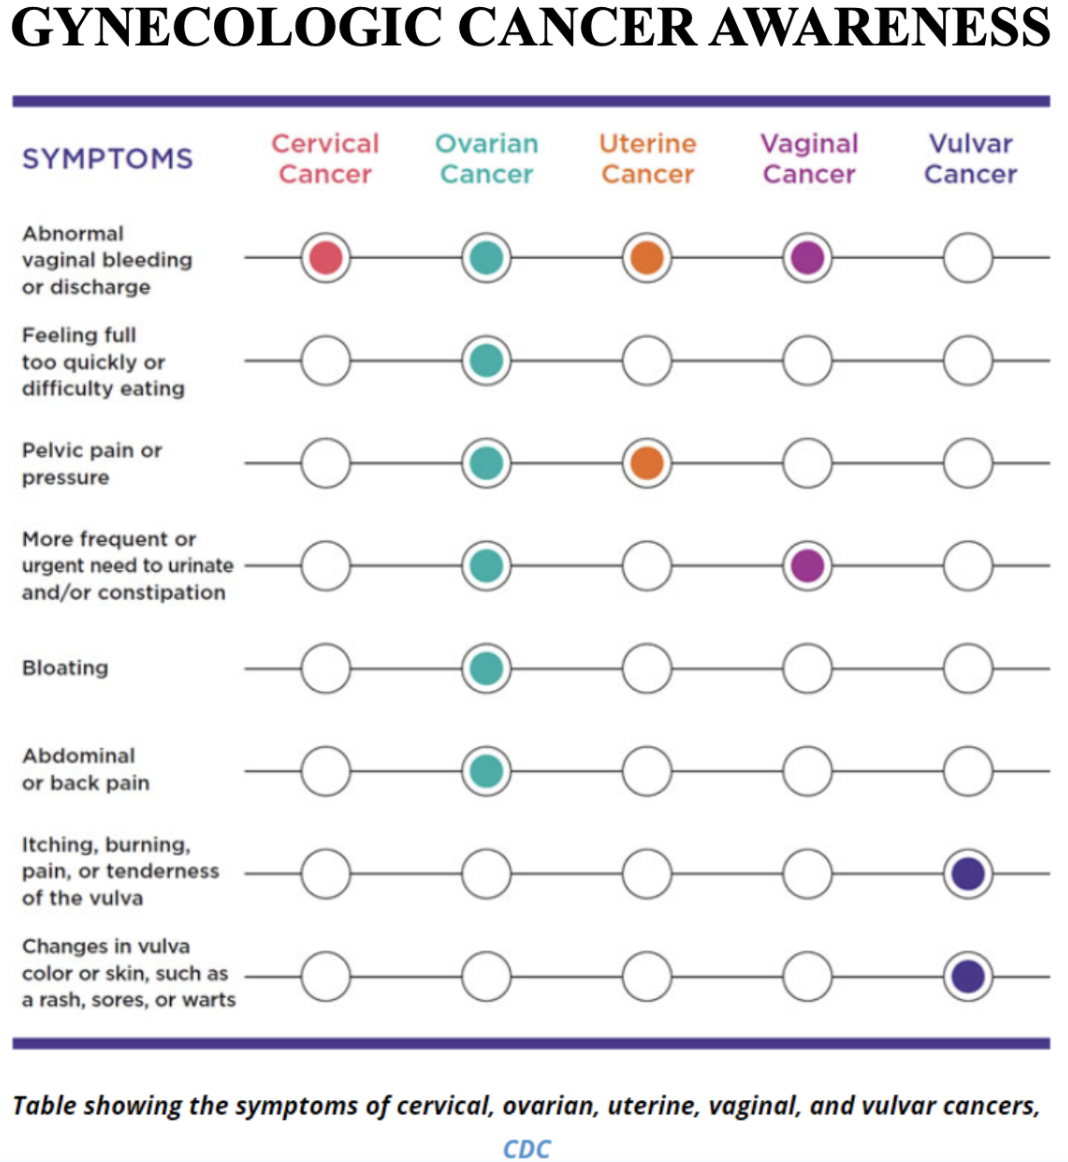 GYNECOLOGIC CANCER AWARENESS
SYMPTOMS
Cervical
Cancer
Ovarian
Cancer
Uterine
Cancer
Vaginal
Cancer
Vulvar
Cancer
Abnormal
vaginal bleeding
or discharge
Feeling full
too quickly or
difficulty eating
Pelvic pain or
pressure
More frequent or
urgent need to urinate
and/or constipation
Bloating
Abdominal
or back pain
Itching, burning,
pain, or tenderness
of the vulva
Changes in vulva
color or skin, such as
a rash, sores, or warts
Table showing the symptoms of cervical, ovarian, uterine, vaginal, and vulvar cancers,
CDC